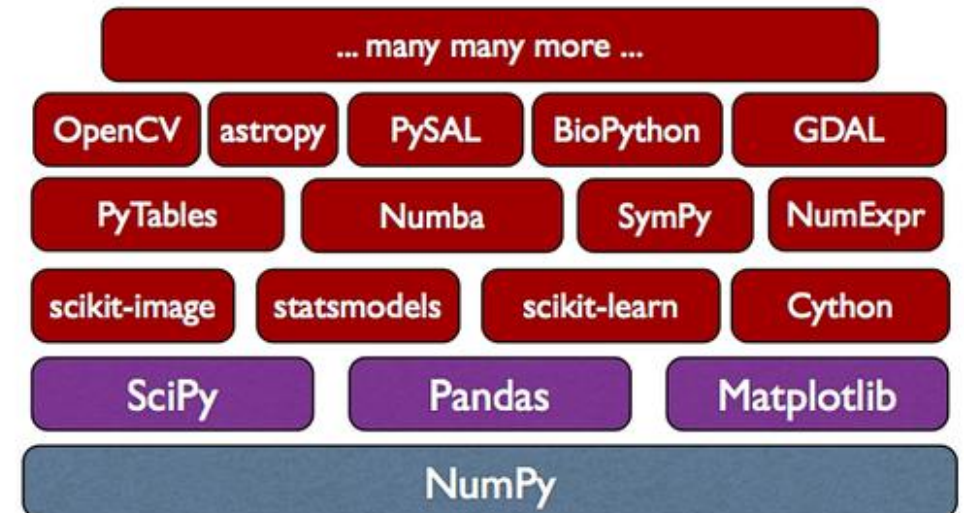 ... many many more ...
OpenCV astropy PySAL BioPython GDAL
PyTables Numba SymPy NumExpr
scikit-image statsmodels scikit-learn Cython
SciPy Pandas Matplotlib
NumPy